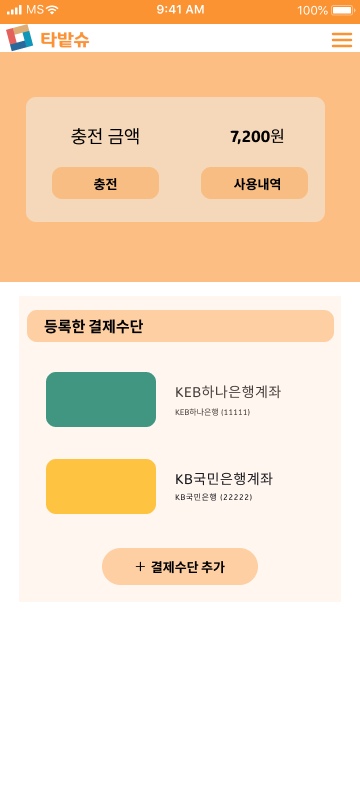 MS 9:41 AM 100%
타밭슈
충전 금액 7,200원
충전 사용내역
등록한 결제수단
KEB하나은행계좌
KEB하나은행 (11111)
KB국민은행계좌
KB국민은행 (22222)
+ 결제수단 추가